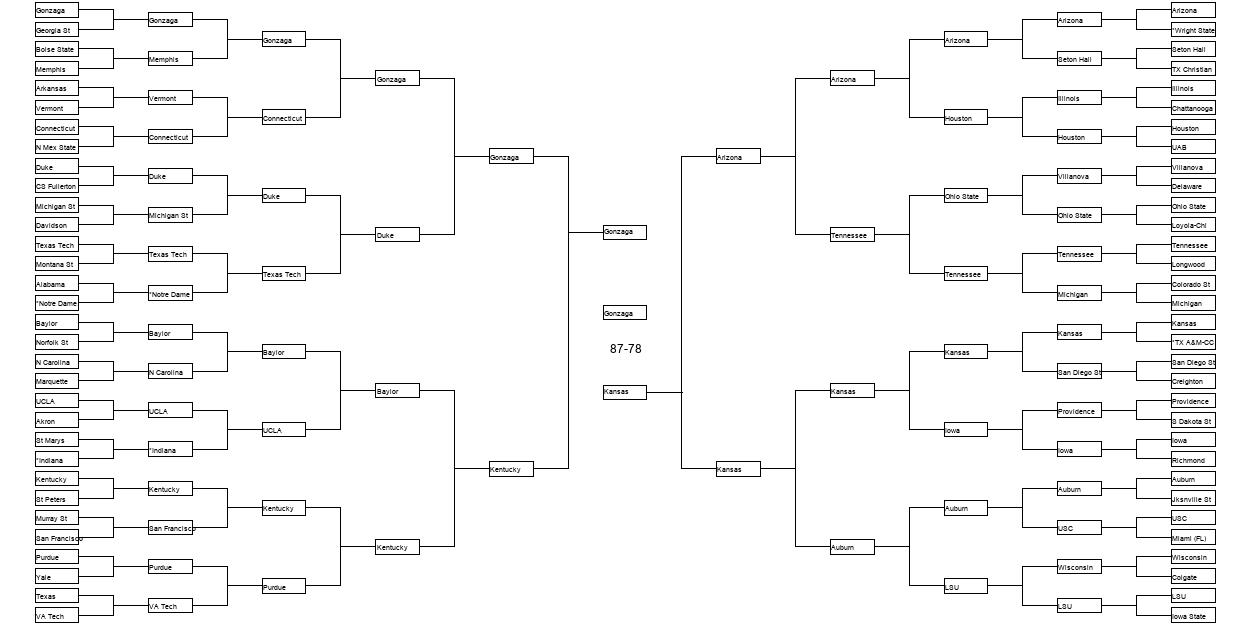 Gonzaga
Georgia St
Boise State
Memphis
Arkansas
Vermont
Connecticut
N Mex State
Duke
CS Fullerton
Michigan St
Davidson
Texas Tech
Montana St
Alabama
*Notre Dame
Baylor
Norfolk St
N Carolina
Marquette
UCLA
Akron
St Marys
*Indiana
Kentucky
St Peters
Murray St
San Francisco
Purdue
Yale
Texas
VA Tech
Gonzaga
Memphis
Vermont
Connecticut
Duke
Michigan St
Texas Tech
*Notre Dame
Baylor
N Carolina
UCLA
*Indiana
Kentucky
San Francisco
Purdue
VA Tech
Gonzaga
Connecticut
Duke
Texas Tech
Baylor
UCLA
Kentucky
Purdue
Gonzaga
Duke
Baylor
Kentucky
Gonzaga
Kentucky
Gonzaga
Gonzaga
87-78
Kansas
Arizona
Kansas
Arizona
Tennessee
Kansas
Auburn
Arizona
Houston
Ohio State
Tennessee
Kansas
Iowa
Auburn
LSU
Arizona
Seton Hall
Illinois
Houston
Villanova
Ohio State
Tennessee
Michigan
Kansas
San Diego St
Providence
Iowa
Auburn
USC
Wisconsin
LSU
Arizona
*Wright State
Seton Hall
TX Christian
Illinois
Chattanooga
Houston
UAB
Villanova
Delaware
Ohio State
Loyola-Chi
Tennessee
Longwood
Colorado St
Michigan
Kansas
*TX A&M-CC
San Diego St
Creighton
Providence
S Dakota St
Iowa
Richmond
Auburn
Jksnville St
USC
Miami (FL)
Wisconsin
Colgate
LSU
Iowa State